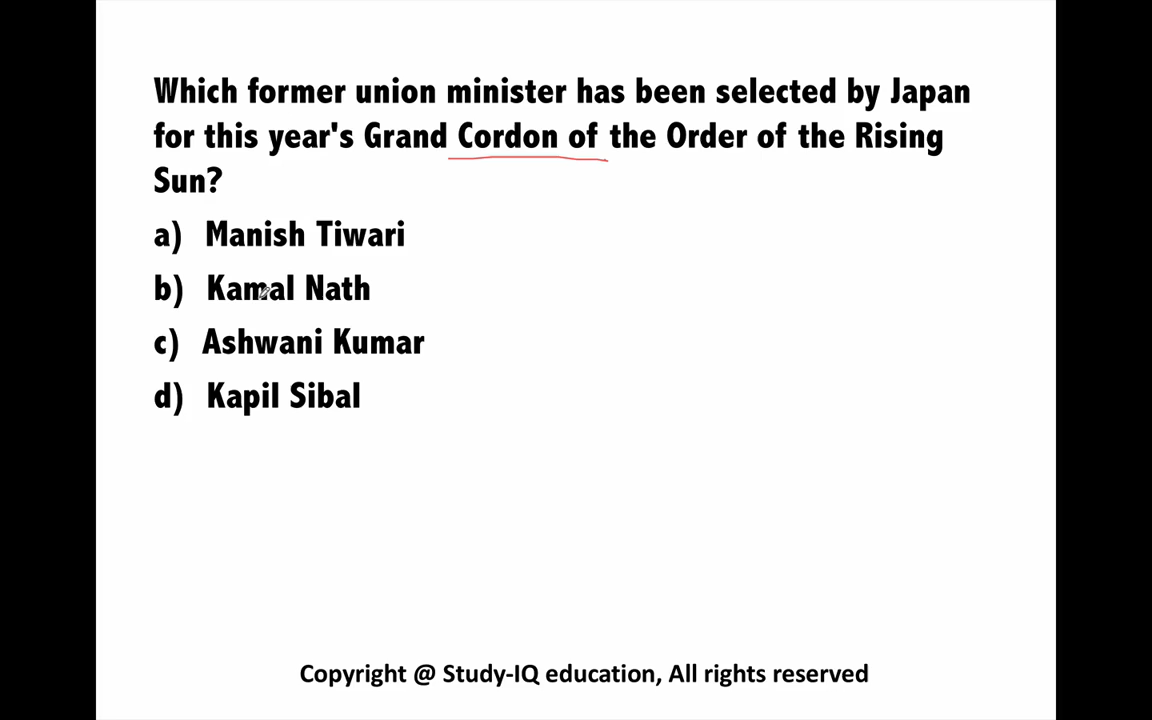 Which former union minister has been selected by Japan
for this year's Grand Cordon of the Order of the Rising
Sun?
a) Manish Tiwari
b) Kamal Nath
c) Ashwani Kumar
d) Kapil Sibal
Copyright @ Study-IQ education, All rights reserved